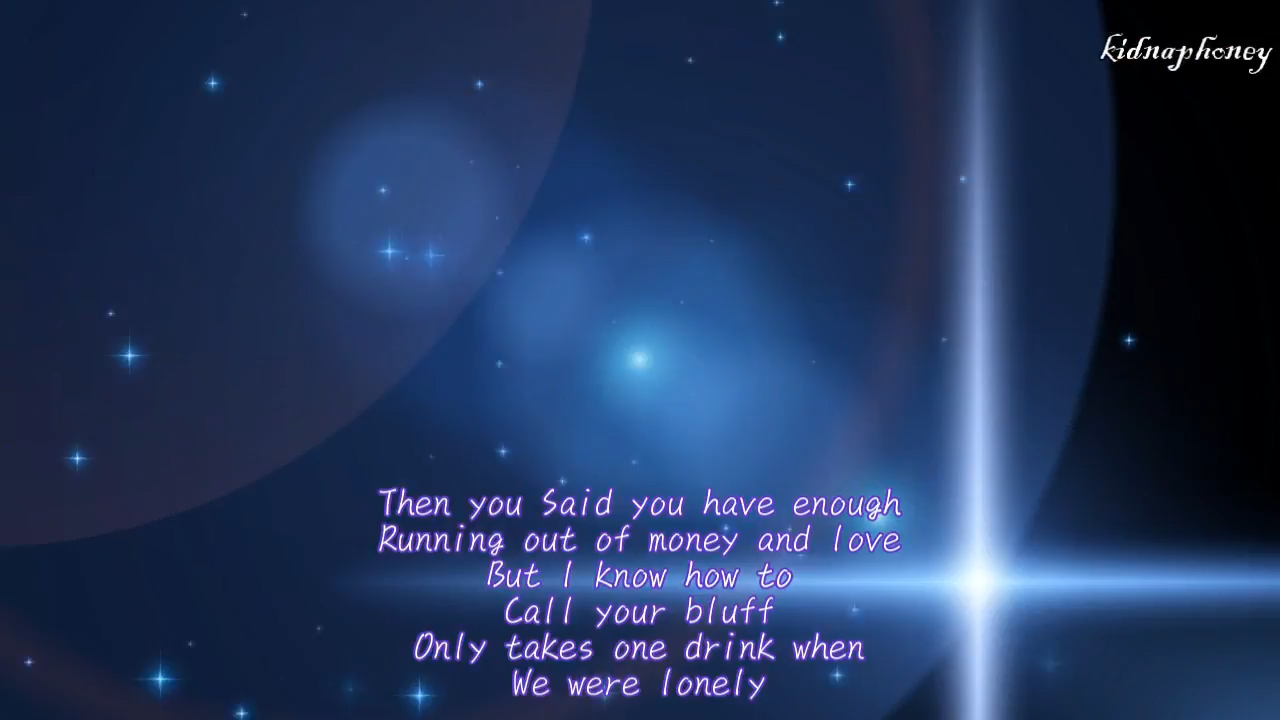 kidnaphoney
Then you Said you have enough
Running out of money and love
But I know how to
Call your bluff
Only takes one drink when
We were lonely